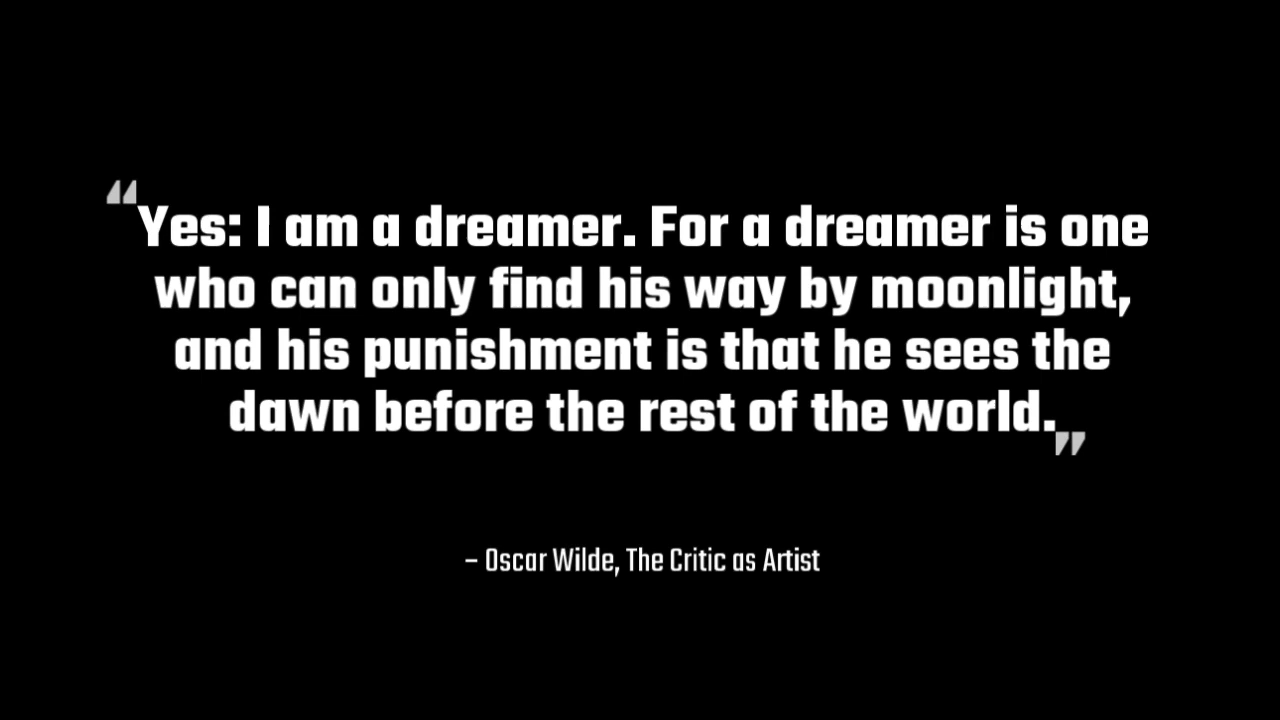 “Yes: I am a dreamer. For a dreamer is one
who can only find his way by moonlight,
and his punishment is that he sees the
dawn before the rest of the world.”
– Oscar Wilde, The Critic as Artist